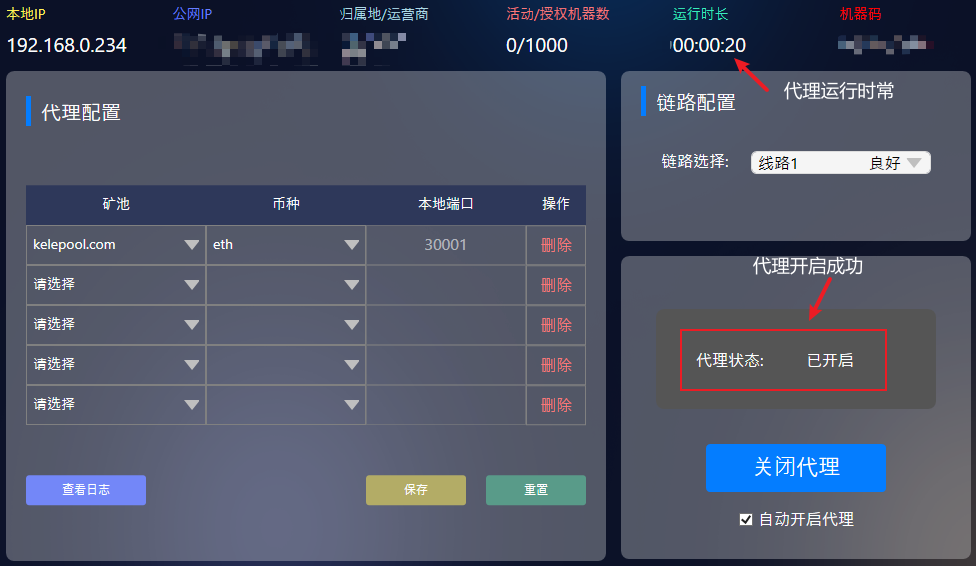 本地IP 公网IP 归属地/运营商 活动/授权机器数 运行时长 机器码
192.168.0.234 0/1000 00:00:20
代理运行时常
代理配置
链路配置
链路选择: 线路1 良好
矿池 币种 本地端口 操作
kelepool.com eth 30001 删除
请选择 删除
请选择 删除
请选择 删除
请选择 删除
代理开启成功
代理状态: 已开启
查看日志 保存 重置
关闭代理
自动开启代理